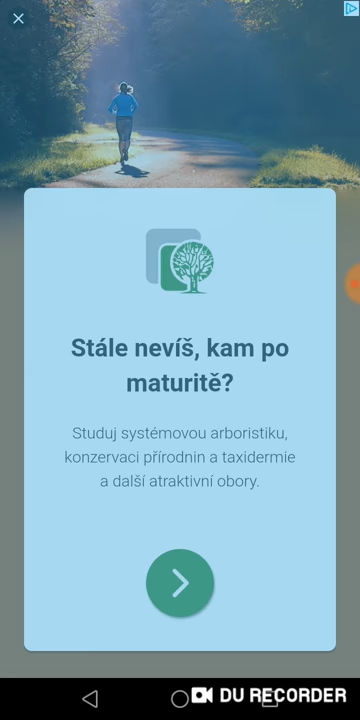 Stále nevíš, kam po
maturitě?
Studuj systémovou arboristiku,
konzervaci přírodnin a taxidermie
a další atraktivní obory.
DU RECORDER